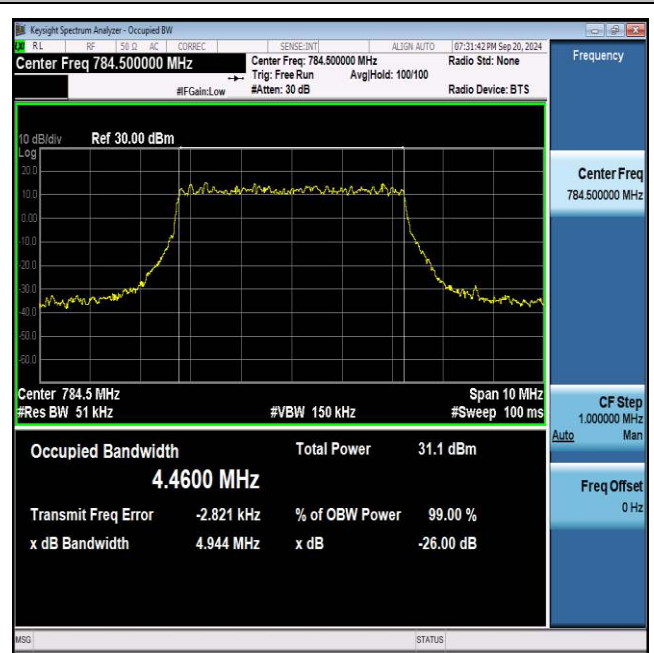 Keysight Spectrum Analyzer - Occupied BW
RL RF 50 Ω AC CORREC SENSE:INT ALIGN AUTO 07:31:42 PM Sep 20, 2024
Center Freq 784.500000 MHz
Center Freq: 784.500000 MHz
Radio Std: None
Trig: Free Run Avg|Hold: 100/100
#IFGain:Low #Atten: 30 dB Radio Device: BTS
10 dB/div Ref 30.00 dBm
Log
20.0
10.0
0.00
-10.0
-20.0
-30.0
-40.0
-50.0
-60.0
Center 784.5 MHz Span 10 MHz
#Res BW 51 kHz #VBW 150 kHz #Sweep 100 ms
Occupied Bandwidth Total Power 31.1 dBm
4.4600 MHz
Transmit Freq Error -2.821 kHz % of OBW Power 99.00 %
x dB Bandwidth 4.944 MHz x dB -26.00 dB
MSG STATUS
Frequency
Center Freq
784.500000 MHz
CF Step
1.000000 MHz
Auto Man
Freq Offset
0 Hz